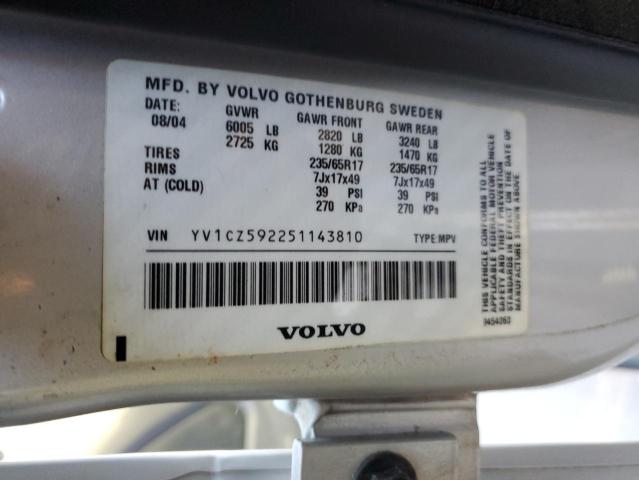 MFD. BY VOLVO GOTHENBURG SWEDEN
DATE: GVWR GAWR FRONT GAWR REAR
08/04 6005 LB 2820 LB 3240 LB
2725 KG 1280 KG 1470 KG
TIRES 235/65R17 235/65R17
RIMS 7Jx17x49 7Jx17x49
AT (COLD) 39 PSI 39 PSI
270 KPa 270 KPa
VIN YV1CZ592251143810 TYPE:MPV
VOLVO
THIS VEHICLE CONFORMS TO ALL
APPLICABLE FEDERAL MOTOR VEHICLE
SAFETY AND THEFT PREVENTION
STANDARDS IN EFFECT ON THE DATE OF
MANUFACTURE SHOWN ABOVE
9454363